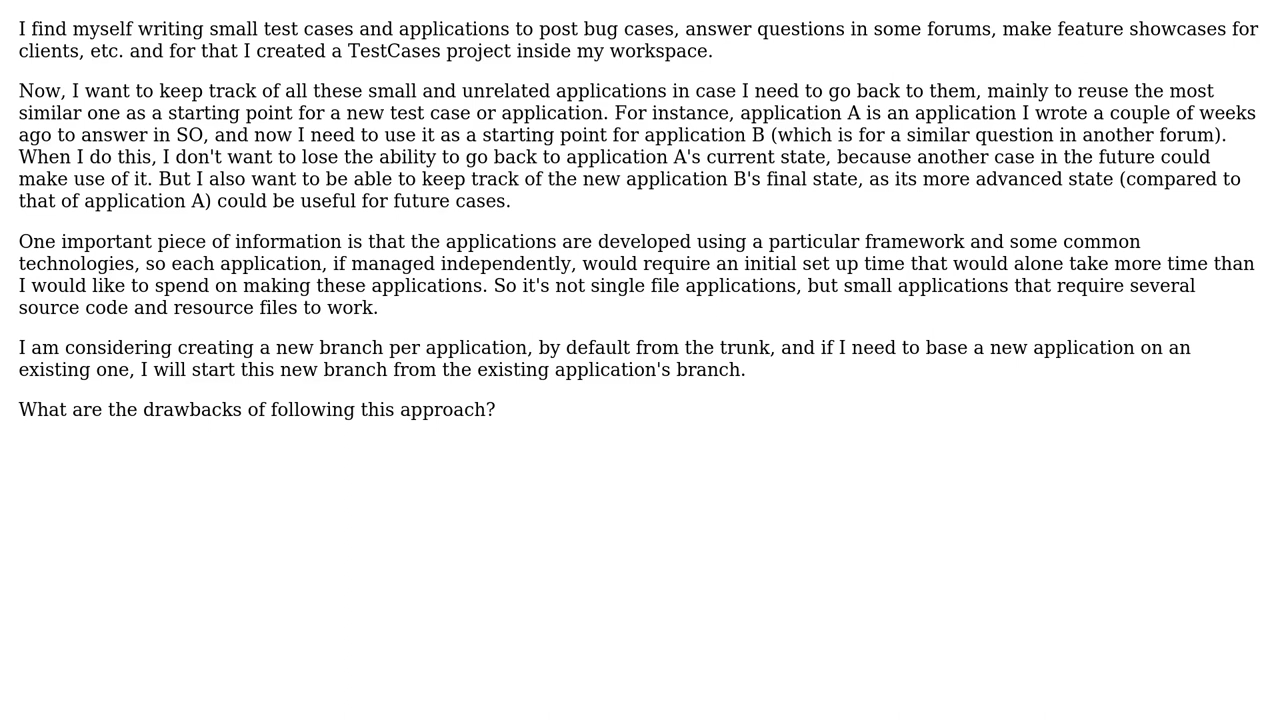 I find myself writing small test cases and applications to post bug cases, answer questions in some forums, make feature showcases for
clients, etc. and for that I created a TestCases project inside my workspace.
Now, I want to keep track of all these small and unrelated applications in case I need to go back to them, mainly to reuse the most
similar one as a starting point for a new test case or application. For instance, application A is an application I wrote a couple of weeks
ago to answer in SO, and now I need to use it as a starting point for application B (which is for a similar question in another forum).
When I do this, I don't want to lose the ability to go back to application A's current state, because another case in the future could
make use of it. But I also want to be able to keep track of the new application B's final state, as its more advanced state (compared to
that of application A) could be useful for future cases.
One important piece of information is that the applications are developed using a particular framework and some common
technologies, so each application, if managed independently, would require an initial set up time that would alone take more time than
I would like to spend on making these applications. So it's not single file applications, but small applications that require several
source code and resource files to work.
I am considering creating a new branch per application, by default from the trunk, and if I need to base a new application on an
existing one, I will start this new branch from the existing application's branch.
What are the drawbacks of following this approach?